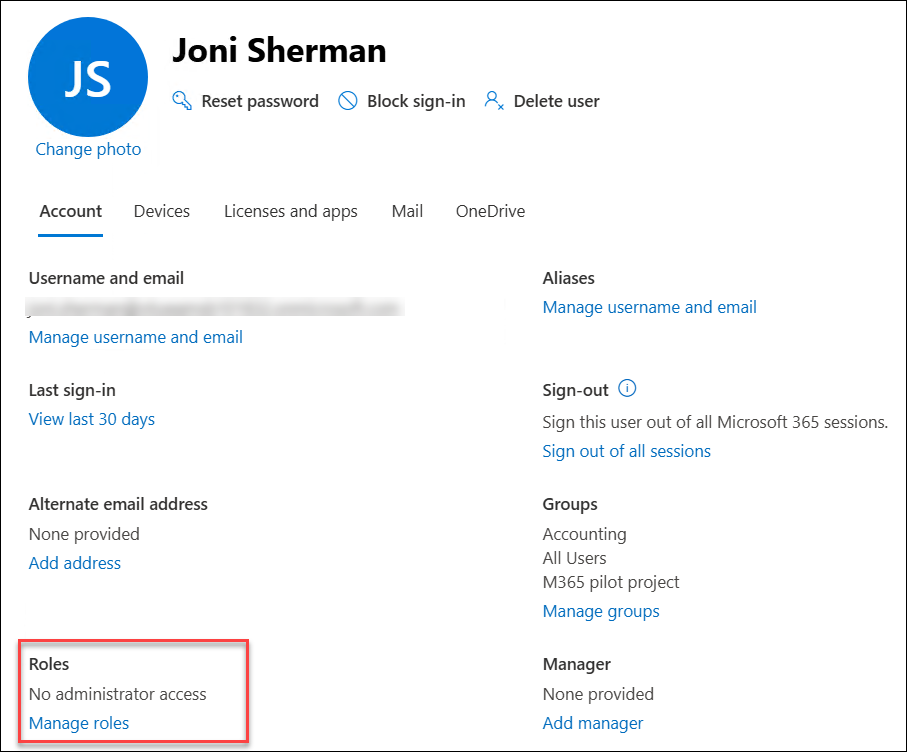 JS
Joni Sherman
Reset password
Block sign-in
Delete user
Change photo
Account
Devices
Licenses and apps
Mail
OneDrive
Username and email
Manage username and email
Aliases
Manage username and email
Last sign-in
View last 30 days
Sign-out
Sign this user out of all Microsoft 365 sessions.
Sign out of all sessions
Alternate email address
None provided
Add address
Groups
Accounting
All Users
M365 pilot project
Manage groups
Roles
No administrator access
Manage roles
Manager
None provided
Add manager